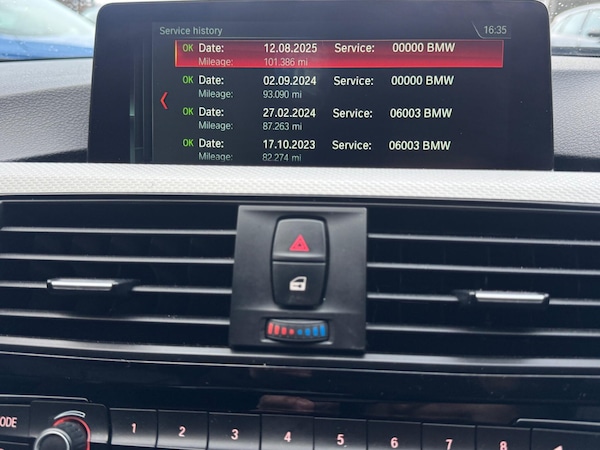 Service history 16:35
OK Date: 12.08.2025 Service: 00000 BMW
Mileage: 101.386 mi
OK Date: 02.09.2024 Service: 00000 BMW
Mileage: 93.090 mi
OK Date: 27.02.2024 Service: 06003 BMW
Mileage: 87.263 mi
OK Date: 17.10.2023 Service: 06003 BMW
Mileage: 82.274 mi
MODE 1 2 3 4 5 6 7 8